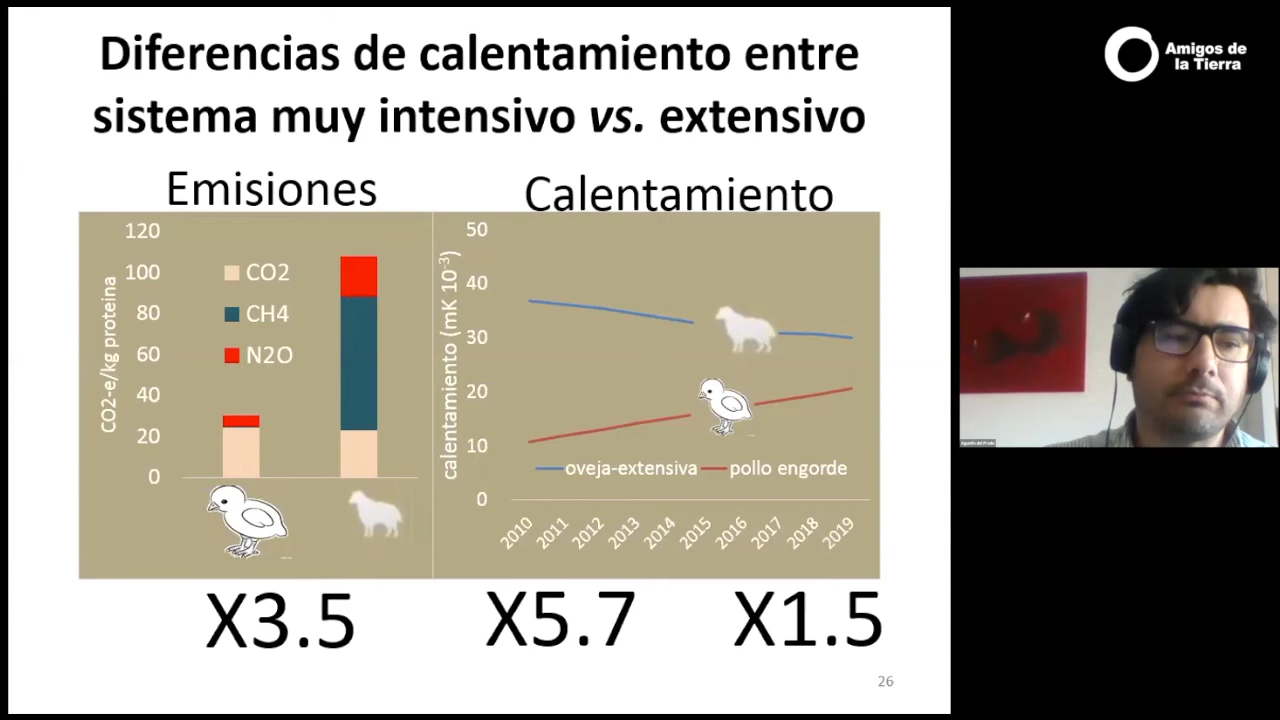 Diferencias de calentamiento entre
sistema muy intensivo vs. extensivo
Emisiones
Calentamiento
CO2-e/kg proteina
120
100
80
60
40
20
0
CO2
CH4
N2O
calentamiento (mK 10-3)
50
40
30
20
10
0
oveja-extensiva
pollo engorde
2010
2011
2012
2013
2014
2015
2016
2017
2018
2019
X3.5
X5.7
X1.5
26
Amigos de
la Tierra
Agustin del Prado